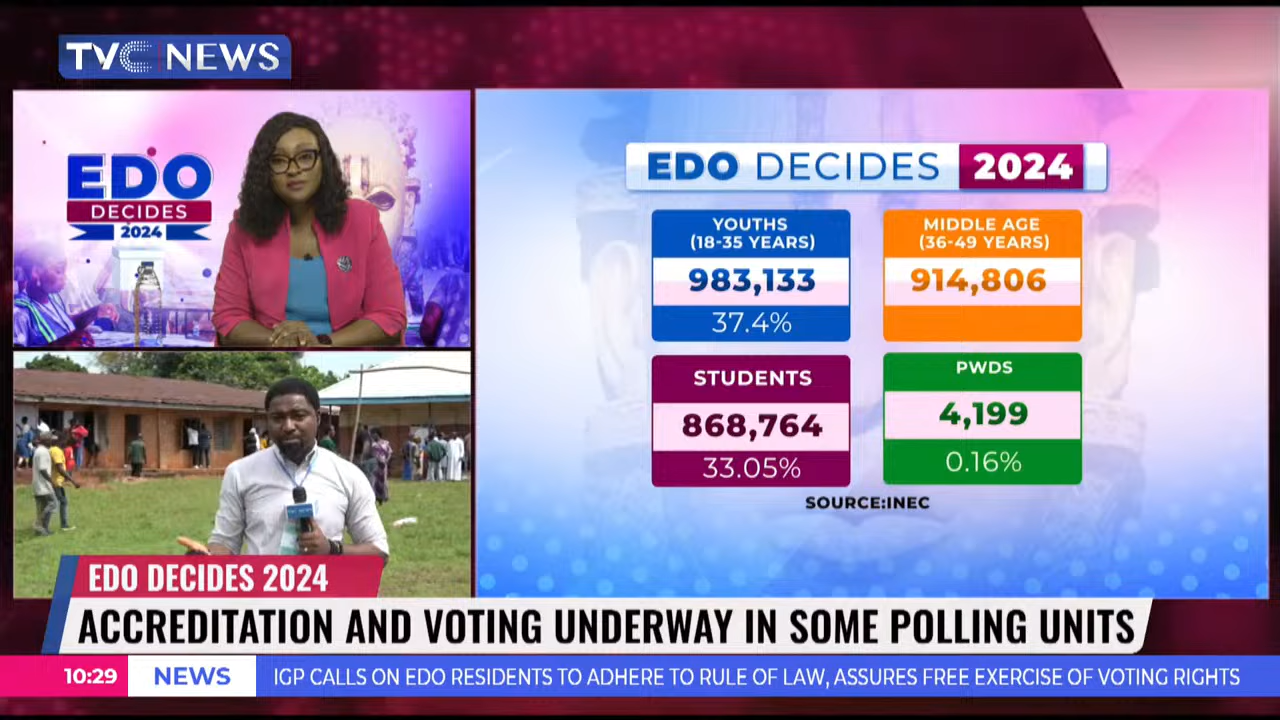 TVC NEWS
EDO
DECIDES
2024
EDO DECIDES 2024
YOUTHS
(18-35 YEARS)
983,133
37.4%
MIDDLE AGE
(36-49 YEARS)
914,806
STUDENTS
868,764
33.05%
PWDS
4,199
0.16%
SOURCE:INEC
EDO DECIDES 2024
ACCREDITATION AND VOTING UNDERWAY IN SOME POLLING UNITS
10:29 NEWS IGP CALLS ON EDO RESIDENTS TO ADHERE TO RULE OF LAW, ASSURES FREE EXERCISE OF VOTING RIGHTS